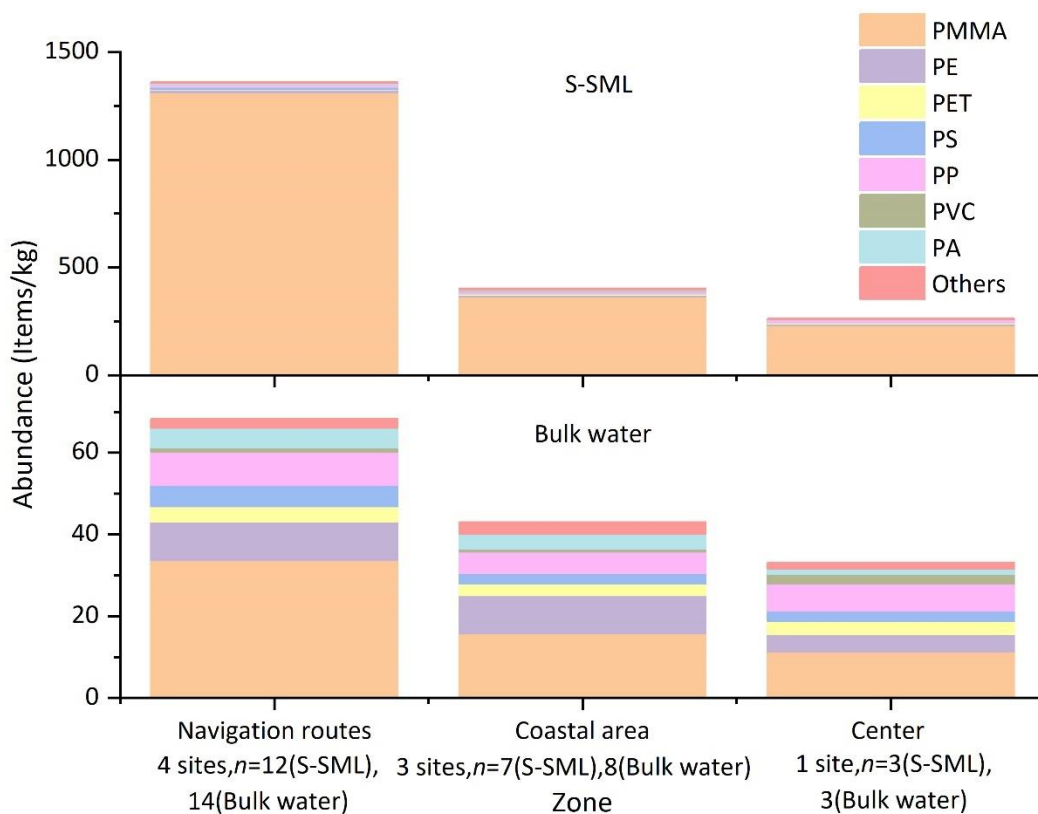 1500
1000
500
0
60
40
20
0
Abundance (Items/kg)
S-SML
Bulk water
PMMA
PE
PET
PS
PP
PVC
PA
Others
Navigation routes
4 sites,n=12(S-SML),
14(Bulk water)
Coastal area
3 sites,n=7(S-SML),8(Bulk water)
Center
1 site,n=3(S-SML),
3(Bulk water)
Zone